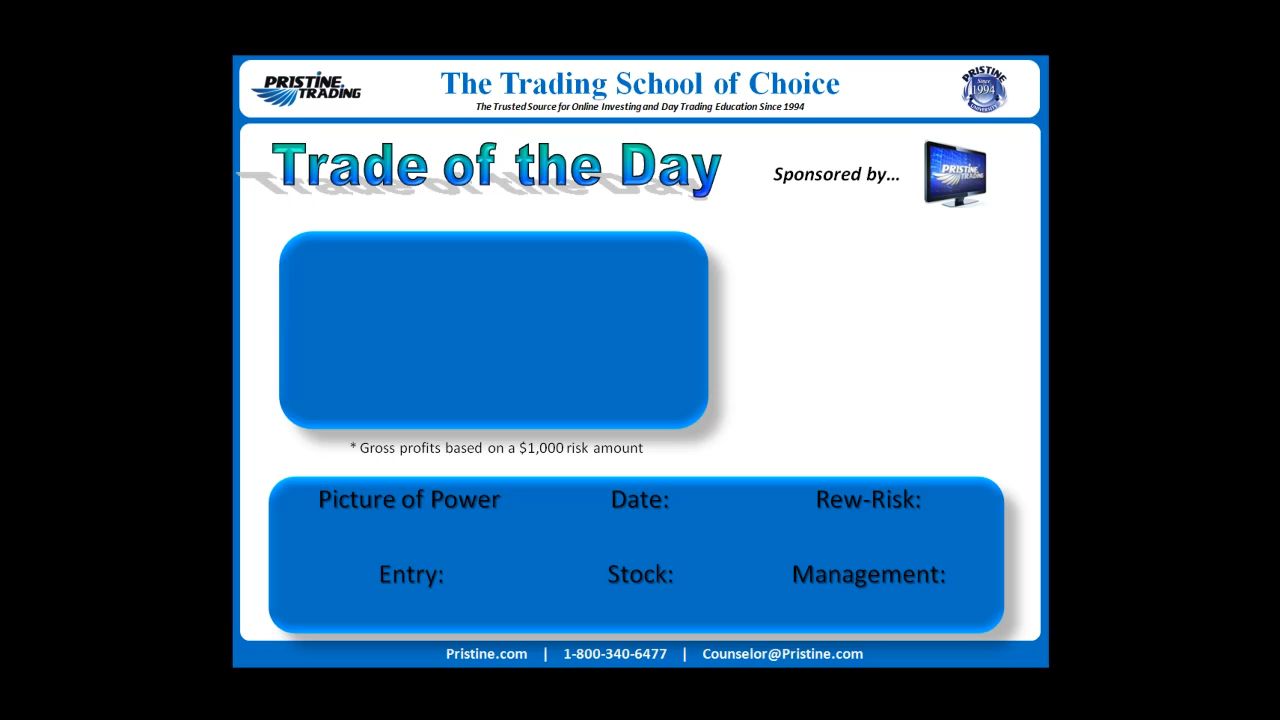 PRISTINE
TRADING
The Trading School of Choice
The Trusted Source for Online Investing and Day Trading Education Since 1994
PRISTINE
Since
1994
UNIVERSITY
Trade of the Day
Sponsored by...
PRISTINE
TRADING
* Gross profits based on a $1,000 risk amount
Picture of Power Date: Rew-Risk:
Entry: Stock: Management:
Pristine.com | 1-800-340-6477 | Counselor@Pristine.com